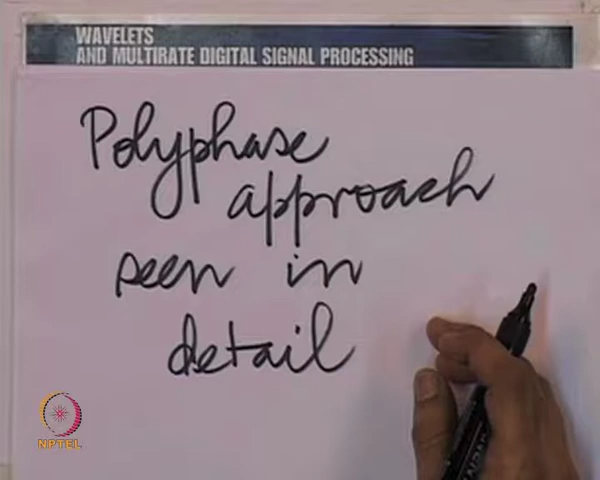 WAVELETS
AND MULTIRATE DIGITAL SIGNAL PROCESSING
Polyphase
approach
seen in
detail
NPTEL